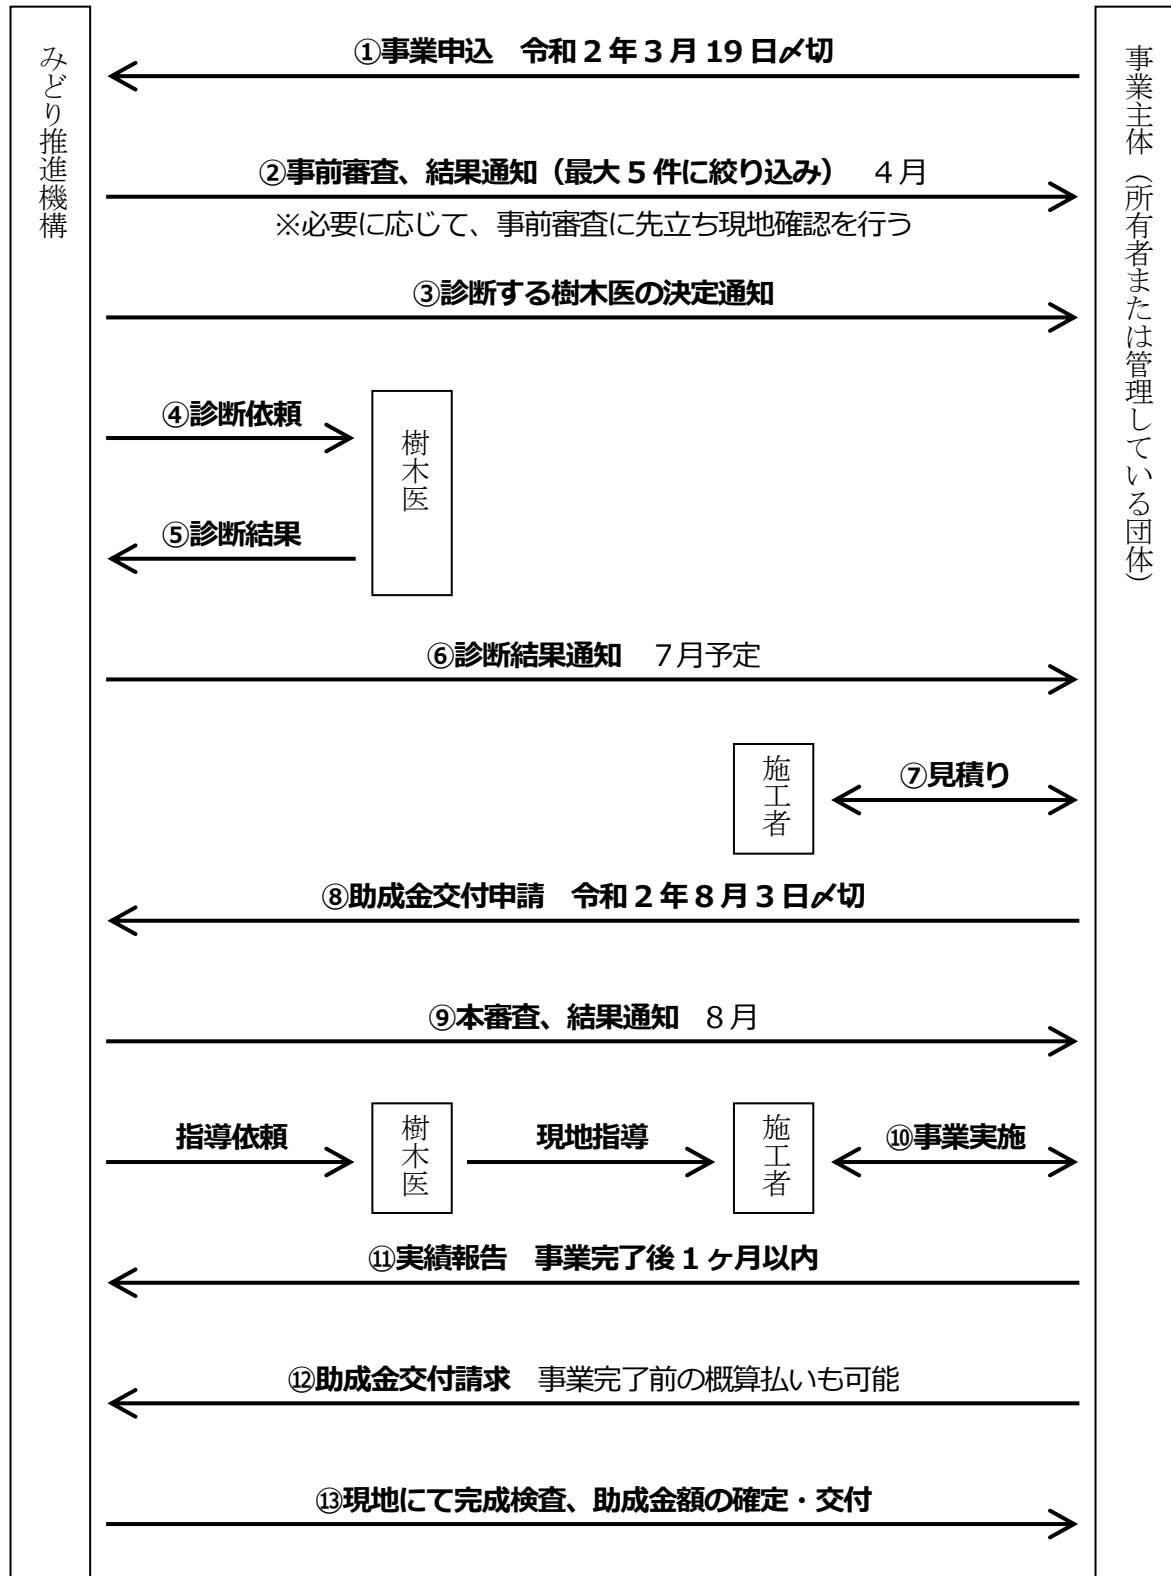 みどり推進機構
事業主体（所有者または管理している団体）
①事業申込　令和２年３月19日〆切
②事前審査、結果通知（最大５件に絞り込み）　４月
※必要に応じて、事前審査に先立ち現地確認を行う
③診断する樹木医の決定通知
④診断依頼
樹木医
⑤診断結果
⑥診断結果通知　７月予定
施工者
⑦見積り
⑧助成金交付申請　令和２年８月３日〆切
⑨本審査、結果通知　８月
指導依頼
樹木医
現地指導
施工者
⑩事業実施
⑪実績報告　事業完了後１ヶ月以内
⑫助成金交付請求　事業完了前の概算払いも可能
⑬現地にて完成検査、助成金額の確定・交付